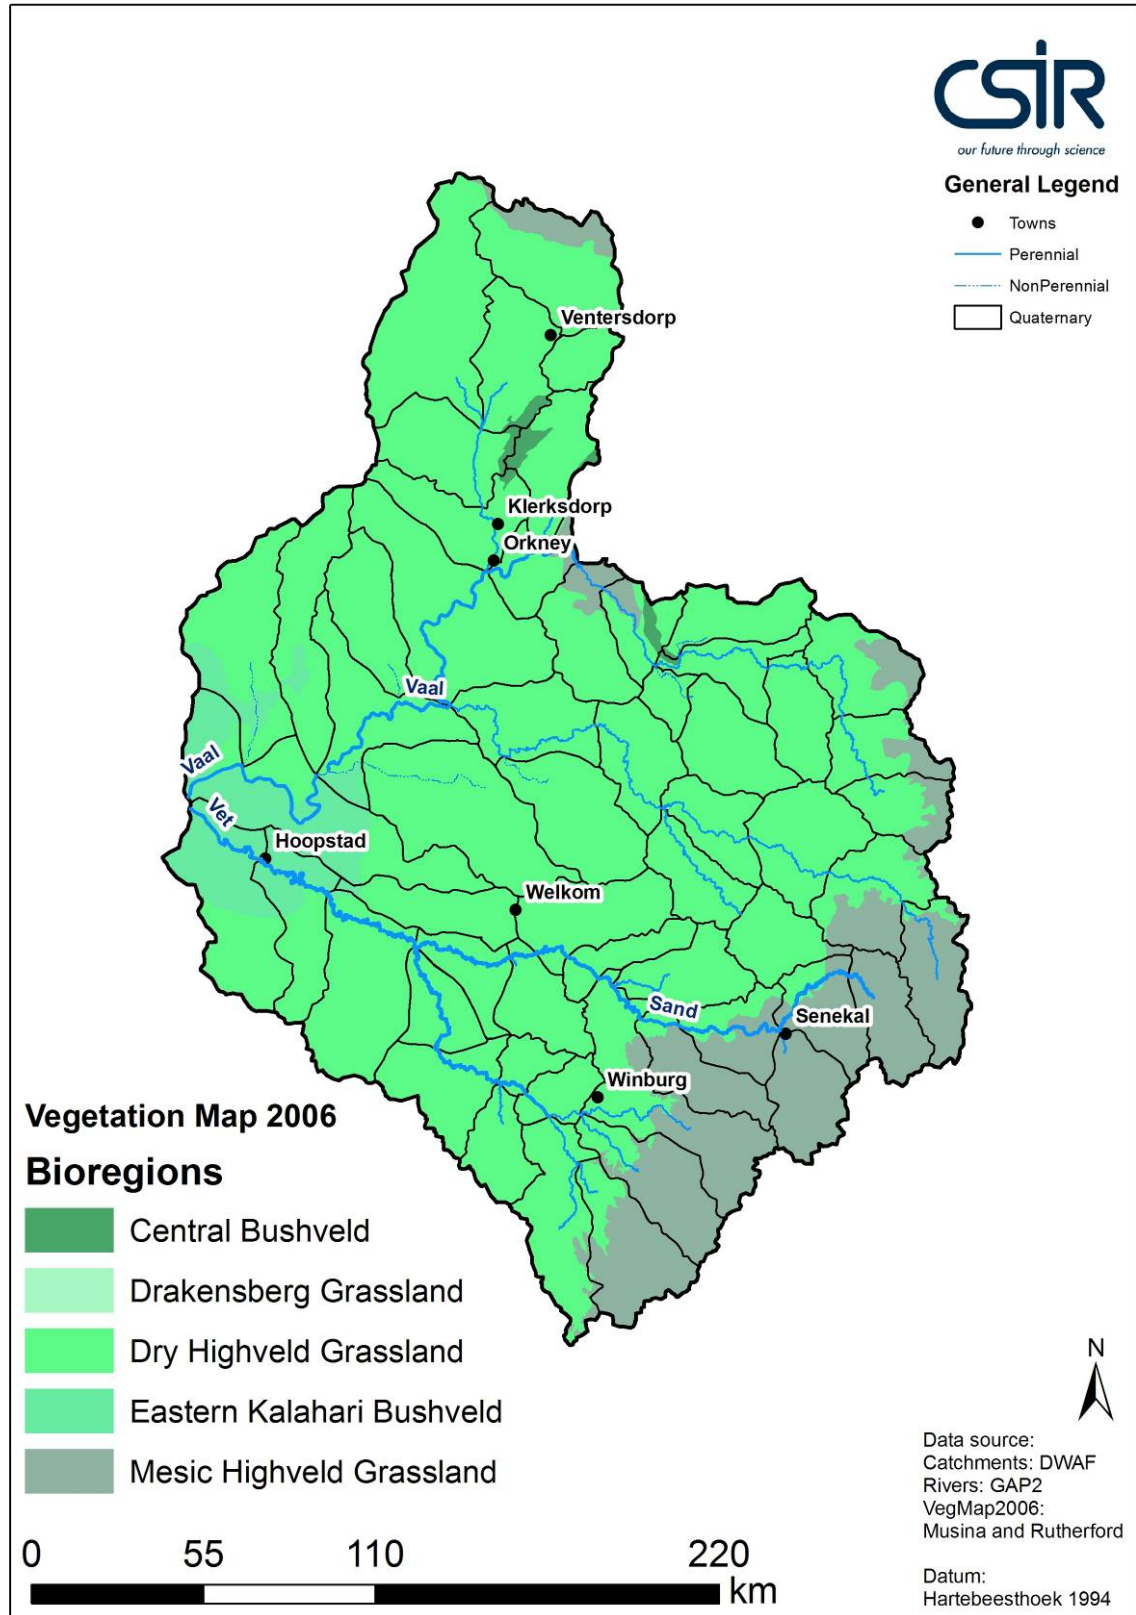 CSIR
our future through science
General Legend
Towns
Perennial
NonPerennial
Quaternary
Ventersdorp
Klerksdorp
Orkney
Vaal
Vaal
Vet
Hoopstad
Welkom
Sand
Senekal
Winburg
Vegetation Map 2006
Bioregions
Central Bushveld
Drakensberg Grassland
Dry Highveld Grassland
Eastern Kalahari Bushveld
Mesic Highveld Grassland
0 55 110 220
km
N
Data source:
Catchments: DWAF
Rivers: GAP2
VegMap2006:
Musina and Rutherford
Datum:
Hartebeesthoek 1994